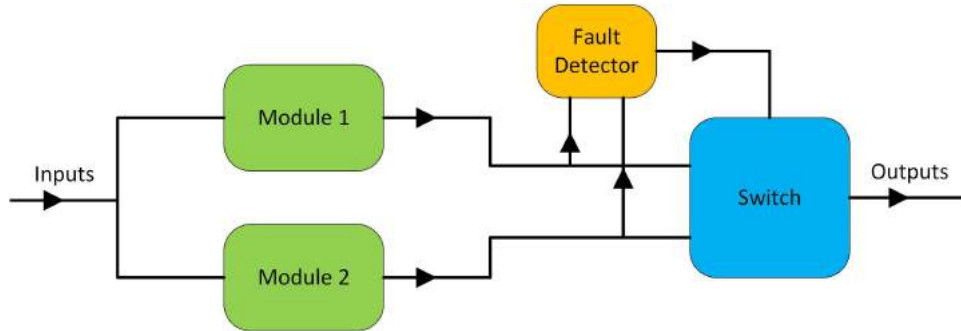 Fault
Detector
Module 1
Inputs
Outputs
Switch
Module 2